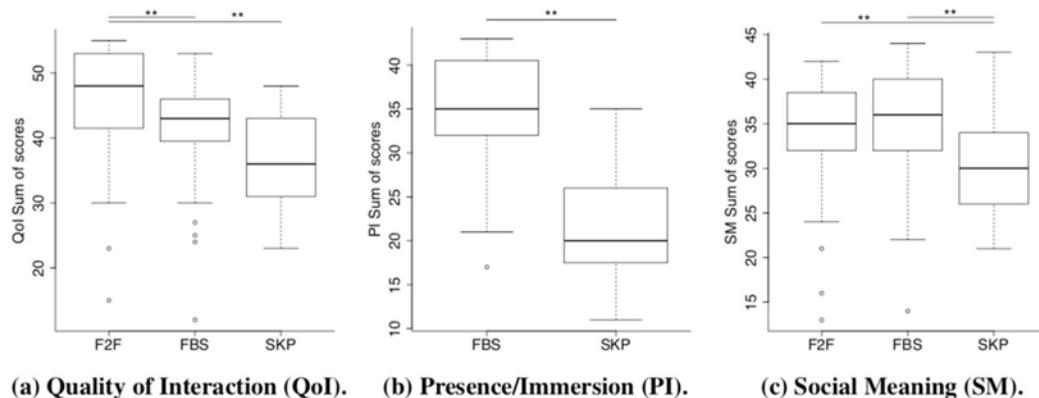 ** **
QoI Sum of scores
50
40
30
20
F2F FBS SKP
(a) Quality of Interaction (QoI).
**
PI Sum of scores
40
35
30
25
20
15
10
FBS SKP
(b) Presence/Immersion (PI).
** **
SM Sum of scores
45
40
35
30
25
20
15
F2F FBS SKP
(c) Social Meaning (SM).